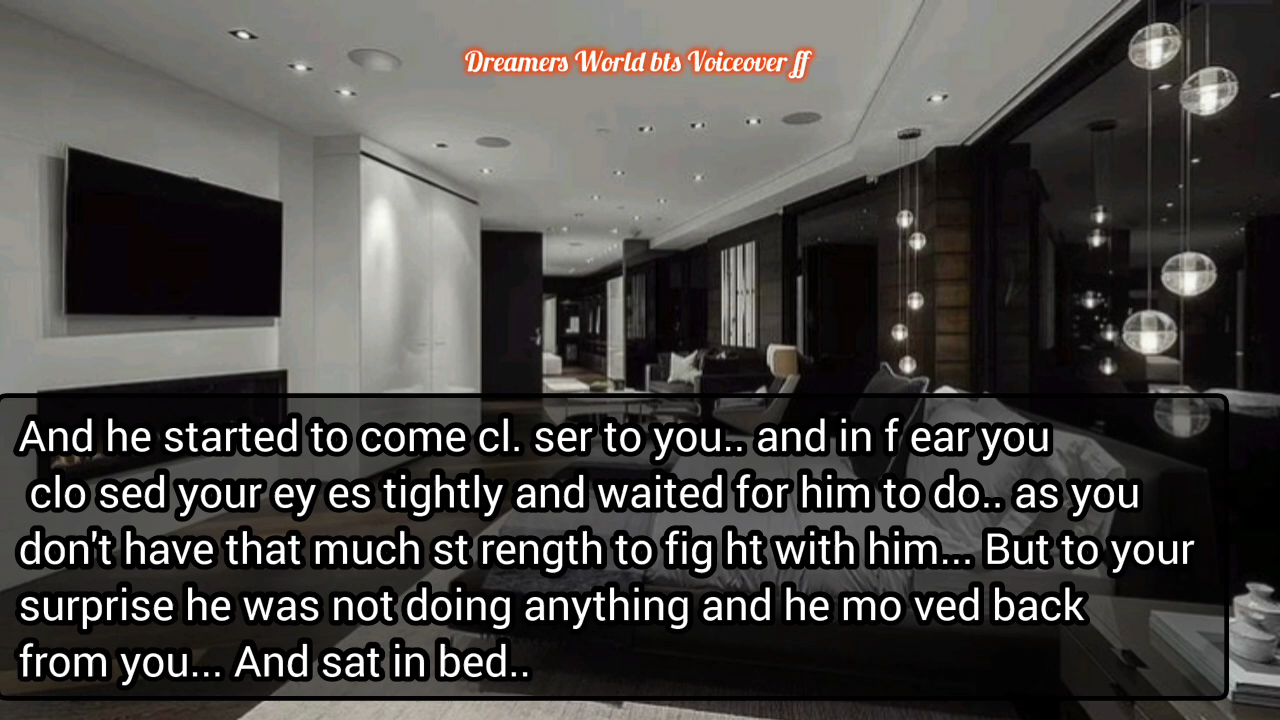 Dreamers World bts Voiceover ff
And he started to come cl. ser to you.. and in f ear you
clo sed your ey es tightly and waited for him to do.. as you
don't have that much st rength to fig ht with him... But to your
surprise he was not doing anything and he mo ved back
from you... And sat in bed..